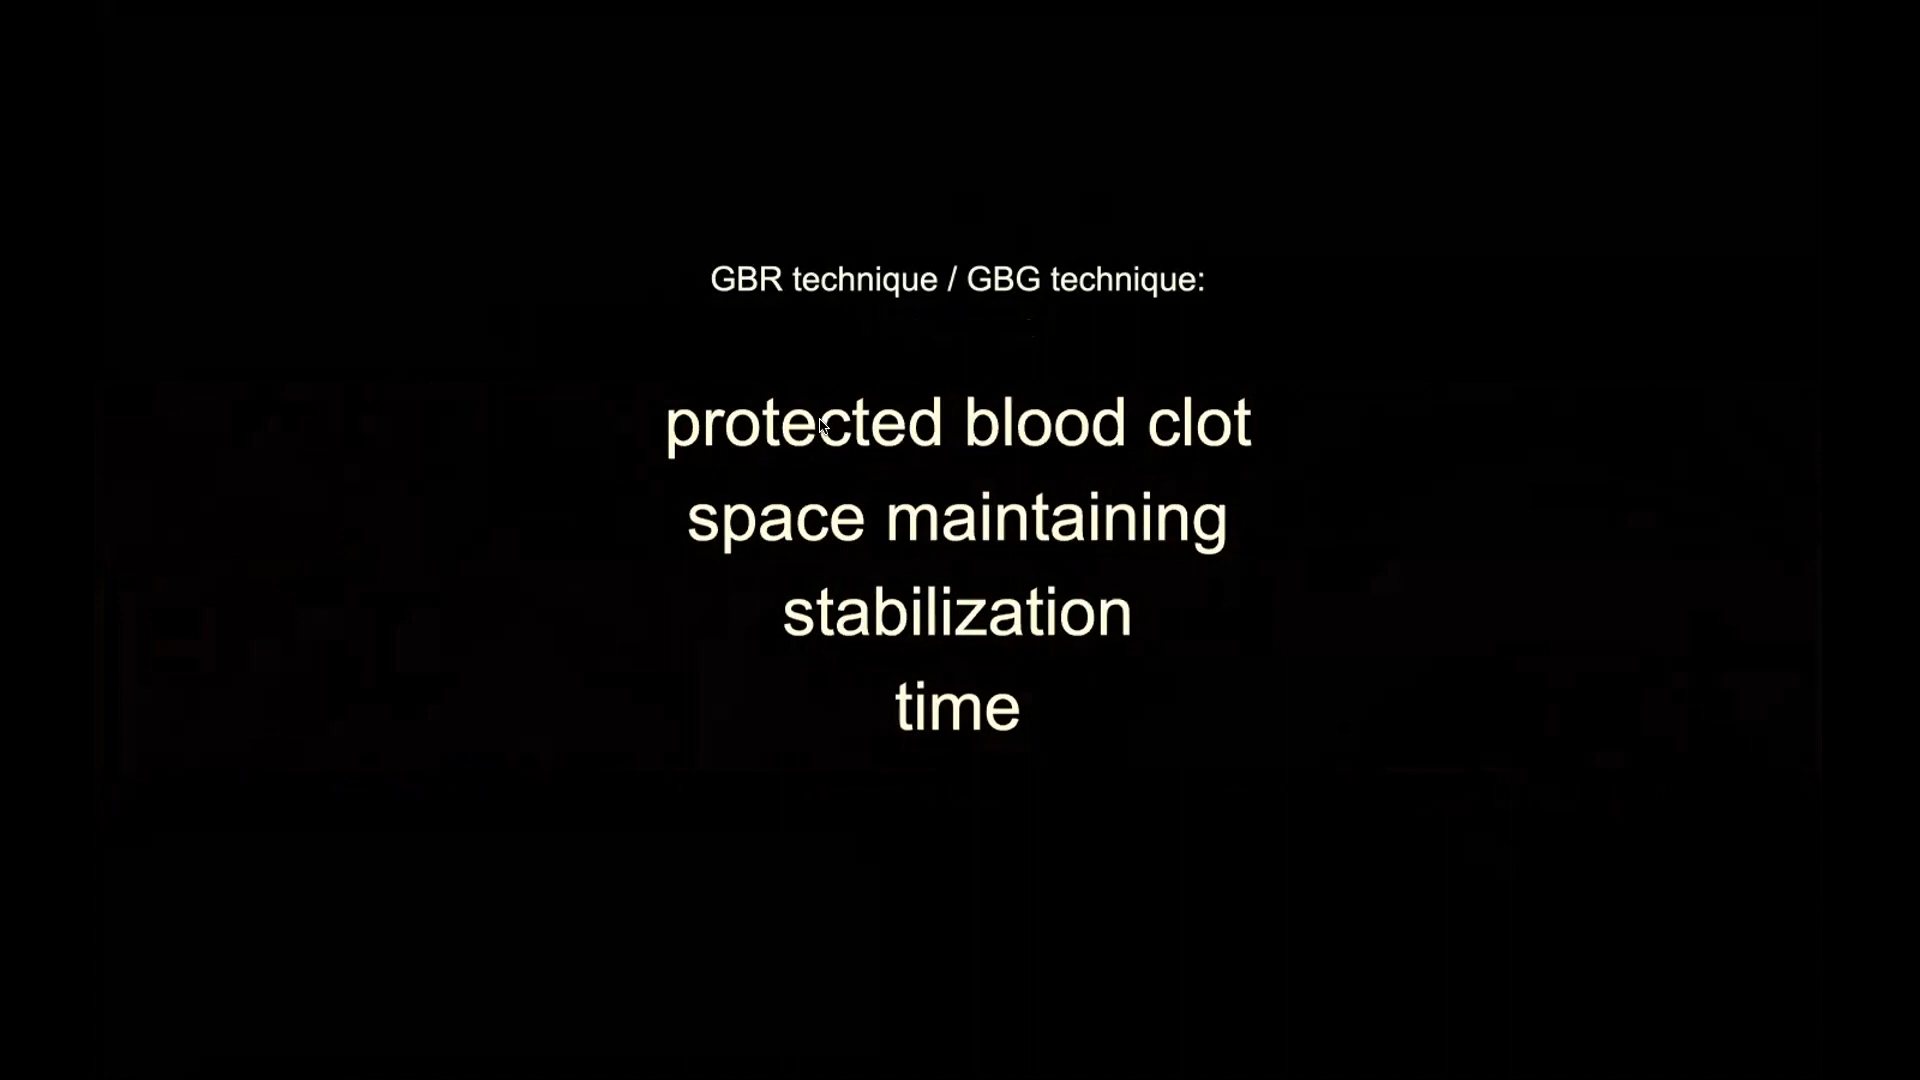 GBR technique / GBG technique:
protected blood clot
space maintaining
stabilization
time